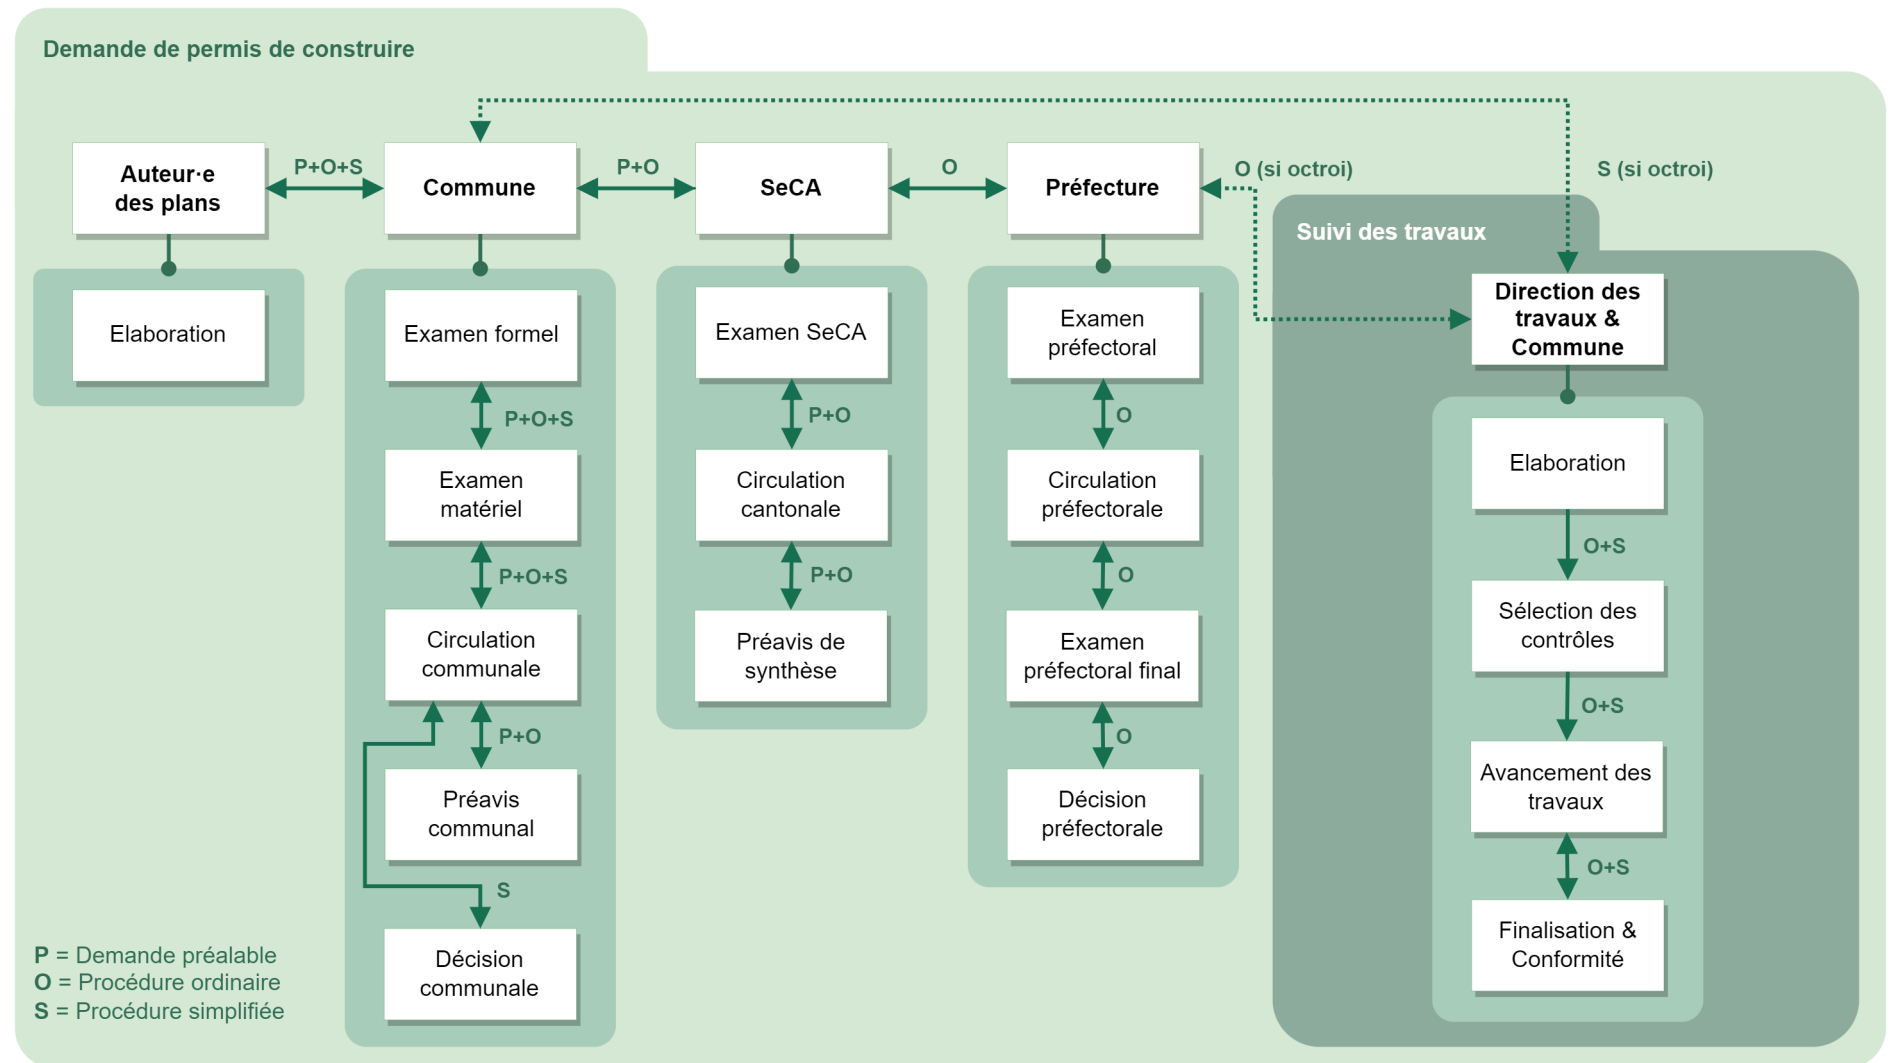 Demande de permis de construire
Auteur·e
des plans
P+O+S
Commune
P+O
SeCA
O
Préfecture
O (si octroi)
S (si octroi)
Suivi des travaux
Direction des
travaux &
Commune
Elaboration
Examen formel
P+O+S
Examen
matériel
P+O+S
Circulation
communale
P+O
Préavis
communal
S
Décision
communale
Examen SeCA
P+O
Circulation
cantonale
P+O
Préavis de
synthèse
Examen
préfectoral
O
Circulation
préfectorale
O
Examen
préfectoral final
O
Décision
préfectorale
Elaboration
O+S
Sélection des
contrôles
O+S
Avancement des
travaux
O+S
Finalisation &
Conformité
P = Demande préalable
O = Procédure ordinaire
S = Procédure simplifiée